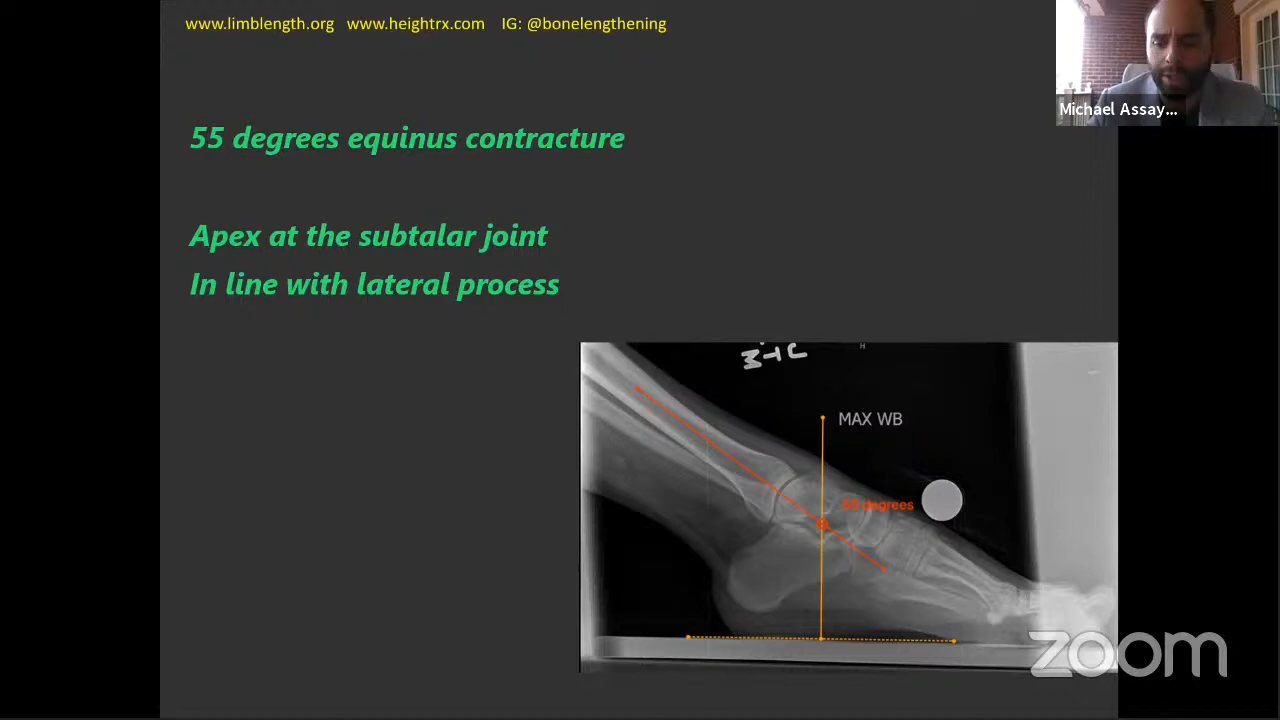 www.limblength.org www.heightrx.com IG: @bonelengthening
Michael Assay...
55 degrees equinus contracture
Apex at the subtalar joint
In line with lateral process
H
MAX WB
55 degrees
zoom